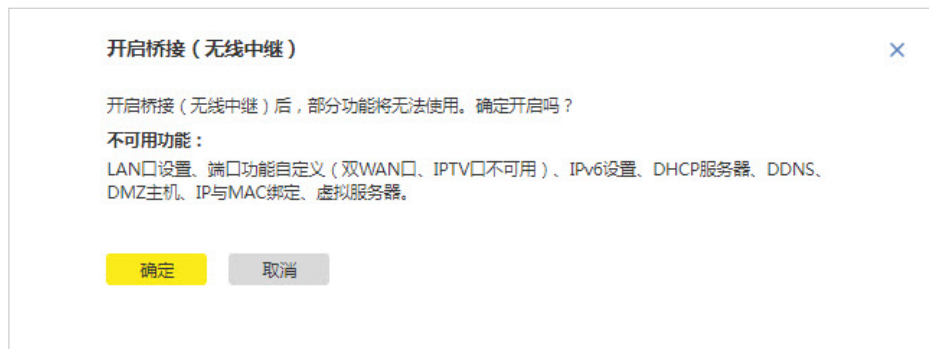 开启桥接（无线中继）
开启桥接（无线中继）后，部分功能将无法使用。确定开启吗？
不可用功能：
LAN口设置、端口功能自定义（双WAN口、IPTV口不可用）、IPv6设置、DHCP服务器、DDNS、
DMZ主机、IP与MAC绑定、虚拟服务器。
确定 取消